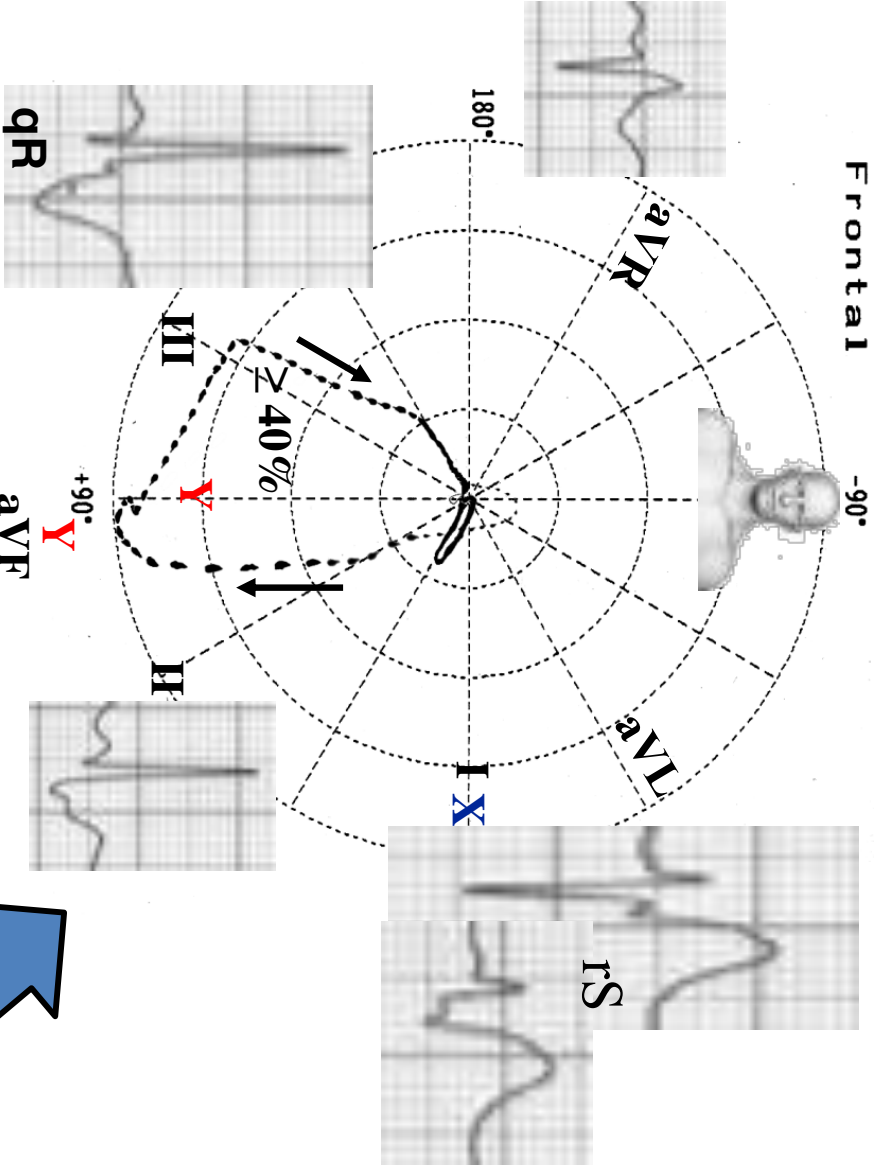 Frontal
-90°
aVR
aVL
180°
I
X
rS
≥ 40%
III
II
Y
+90°
Y
aVF
qR